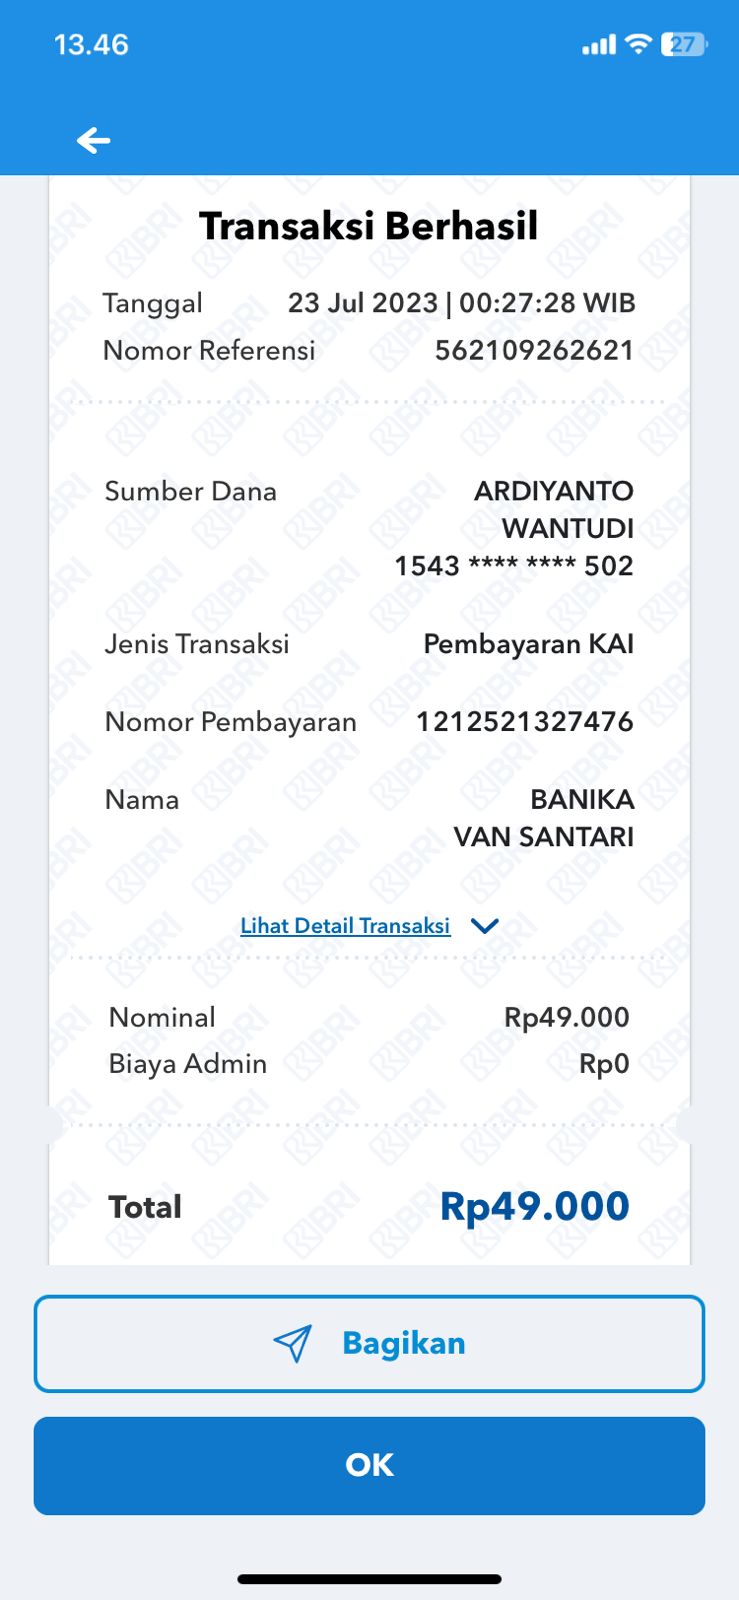 13.46
27
Transaksi Berhasil
Tanggal 23 Jul 2023 | 00:27:28 WIB
Nomor Referensi 562109262621
Sumber Dana ARDIYANTO
WANTUDI
1543 **** **** 502
Jenis Transaksi Pembayaran KAI
Nomor Pembayaran 1212521327476
Nama BANIKA
VAN SANTARI
Lihat Detail Transaksi
Nominal Rp49.000
Biaya Admin Rp0
Total Rp49.000
Bagikan
OK